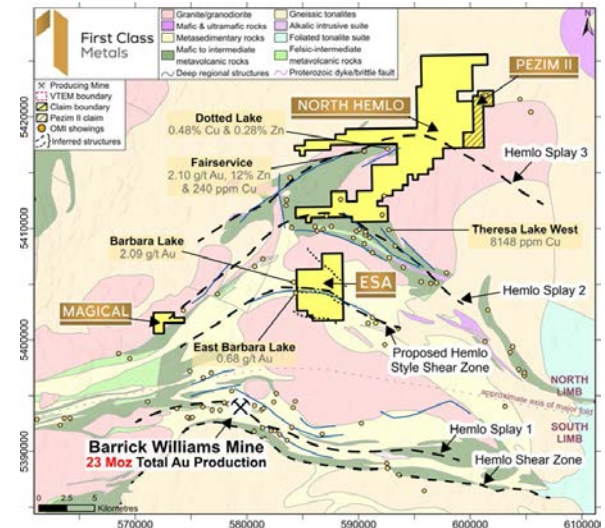 First Class
Metals
Granite/granodiorite
Mafic & ultramafic rocks
Metasedimentary rocks
Mafic to intermediate
metavolcanic rocks
Deep regional structures
Gneissic tonalites
Alkalic intrusive suite
Foliated tonalite suite
Felsic-intermediate
metavolcanic rocks
Proterozoic dyke/brittle fault
N
Producing Mine
VTEM boundary
Claim boundary
Pezim II claim
OMI showings
Inferred structures
PEZIM II
NORTH HEMLO
Dotted Lake
0.48% Cu & 0.28% Zn
Hemlo Splay 3
Fairservice
2.10 g/t Au, 12% Zn
& 240 ppm Cu
Theresa Lake West
8148 ppm Cu
Barbara Lake
2.09 g/t Au
ESA
MAGICAL
Hemlo Splay 2
East Barbara Lake
0.68 g/t Au
Proposed Hemlo
Style Shear Zone
NORTH
LIMB
approximate axis of major fold
SOUTH
LIMB
Hemlo Splay 1
Barrick Williams Mine
23 Moz Total Au Production
Hemlo Shear Zone
0 2.5 5
Kilometres
5420000
5410000
5400000
5390000
570000 580000 590000 600000 6100000